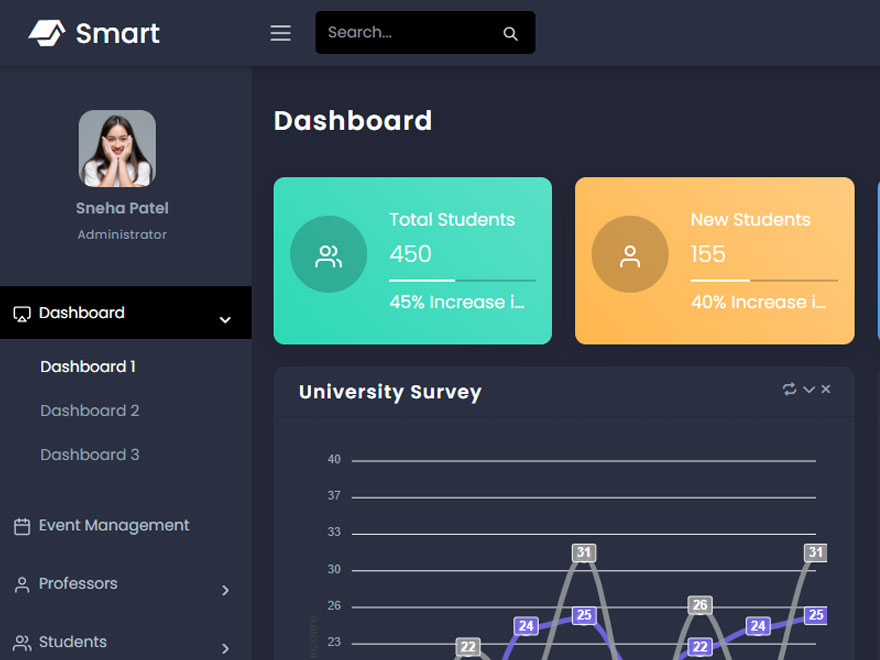 Smart
Search...
Sneha Patel
Administrator
Dashboard
Dashboard 1
Dashboard 2
Dashboard 3
Event Management
Professors
Students
Dashboard
Total Students
450
45% Increase i...
New Students
155
40% Increase i...
University Survey
40
37
33
30
26
23
31
31
26
25
25
24
24
22
22